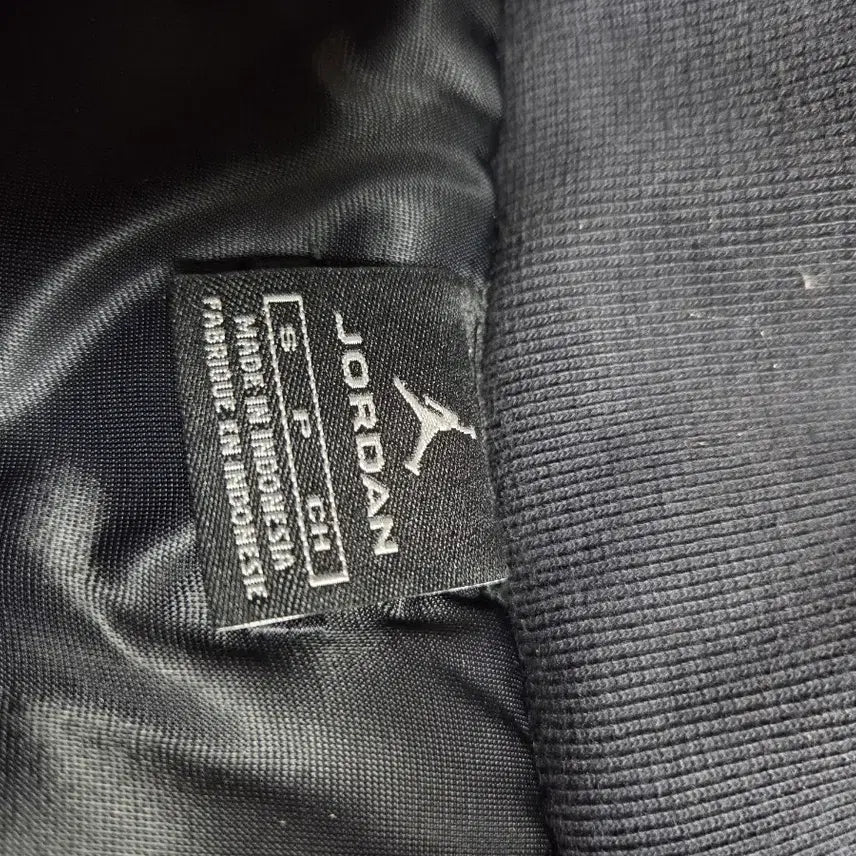 JORDAN
S P CH
MADE IN INDONESIA
FABRIQUE EN INDONESIE